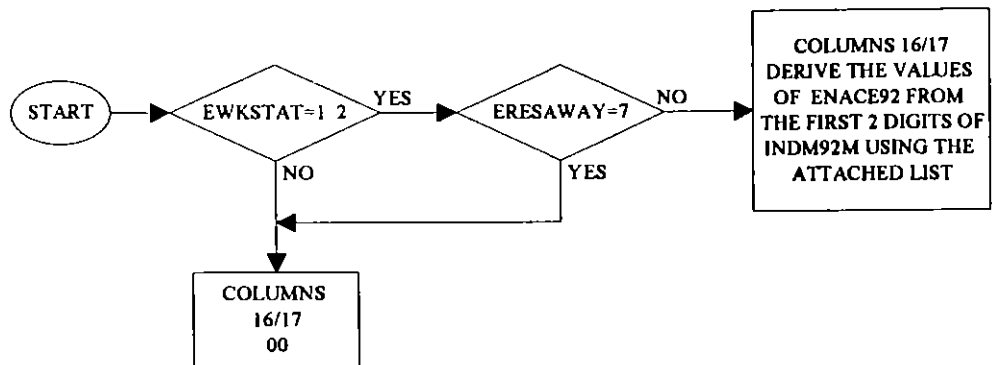 START
EWKSTAT=1 2
YES
NO
ERESAWAY=7
NO
YES
COLUMNS 16/17
DERIVE THE VALUES
OF ENACE92 FROM
THE FIRST 2 DIGITS OF
INDM92M USING THE
ATTACHED LIST
COLUMNS
16/17
00